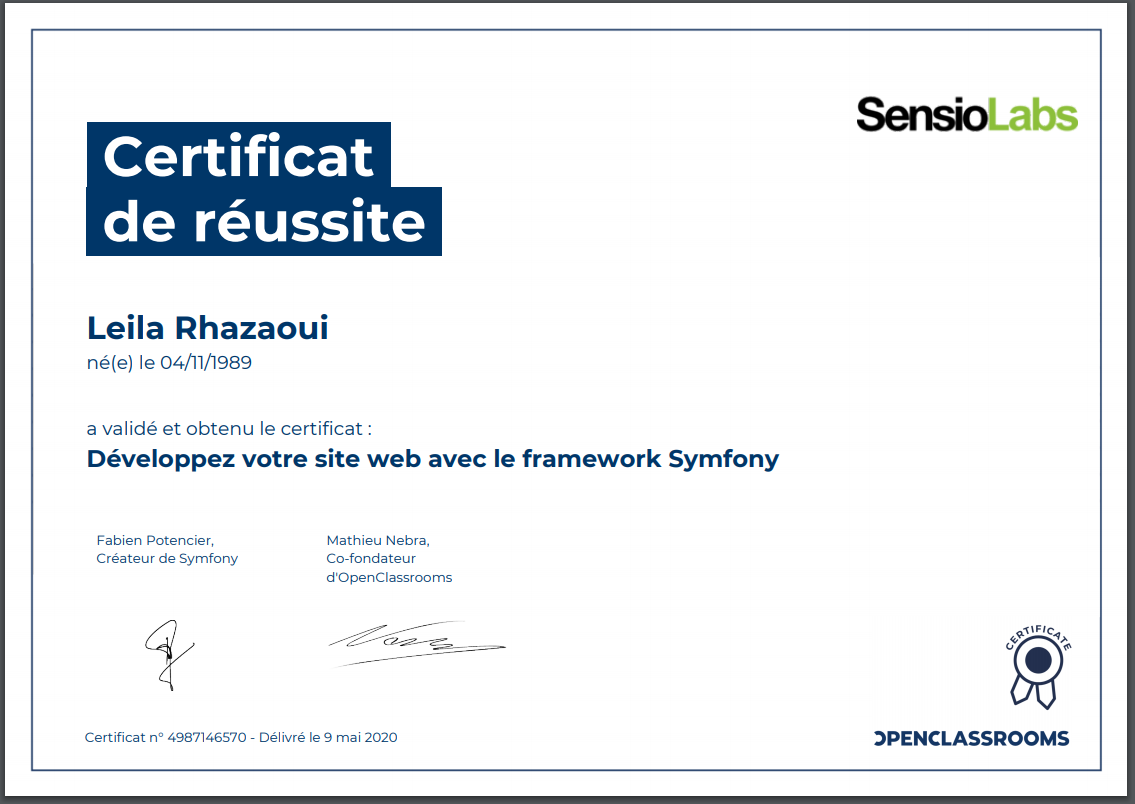 SensioLabs
Certificat
de réussite
Leila Rhazaoui
né(e) le 04/11/1989
a validé et obtenu le certificat :
Développez votre site web avec le framework Symfony
Fabien Potencier,
Créateur de Symfony
Mathieu Nebra,
Co-fondateur
d'OpenClassrooms
CERTIFICATE
Certificat n° 4987146570 - Délivré le 9 mai 2020
OPENCLASSROOMS